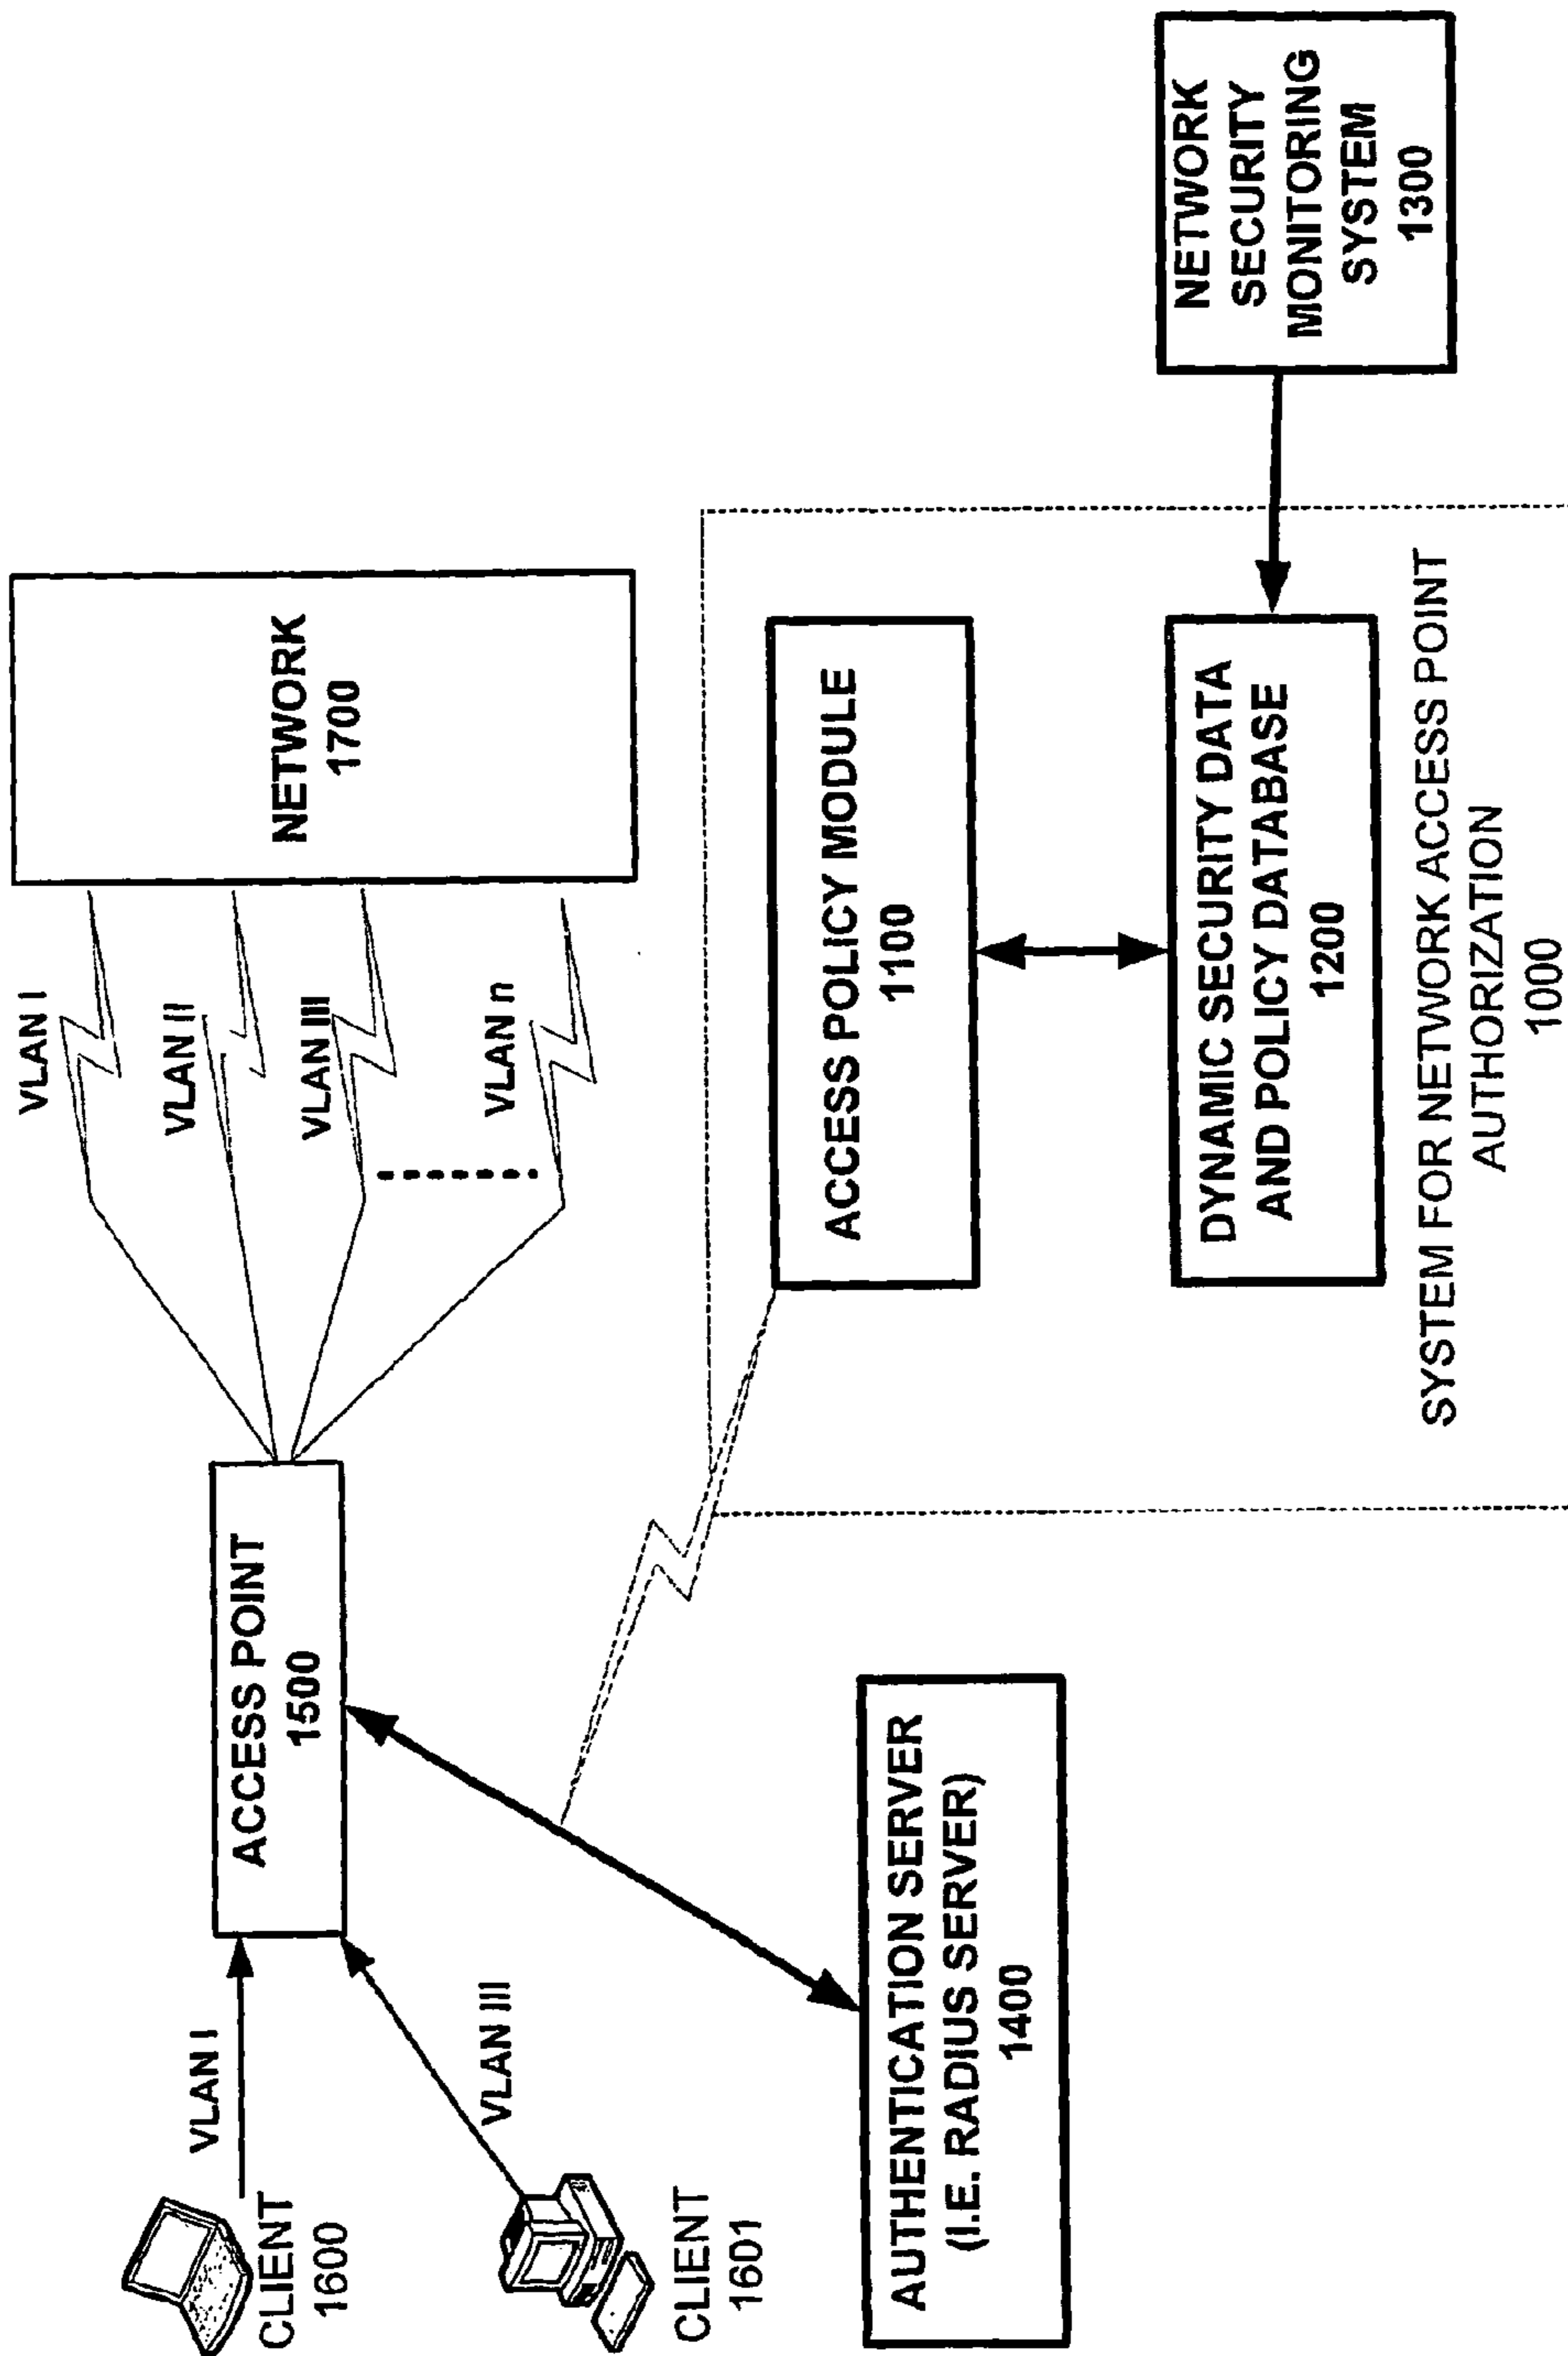 VLAN I
CLIENT
1600
VLAN III
CLIENT
1601
ACCESS POINT
1500
VLAN I
VLAN II
VLAN III
VLAN n
NETWORK
1700
AUTHENTICATION SERVER
(I.E. RADIUS SERVER)
1400
ACCESS POLICY MODULE
1100
DYNAMIC SECURITY DATA
AND POLICY DATABASE
1200
SYSTEM FOR NETWORK ACCESS POINT
AUTHORIZATION
1000
NETWORK
SECURITY
MONITORING
SYSTEM
1300